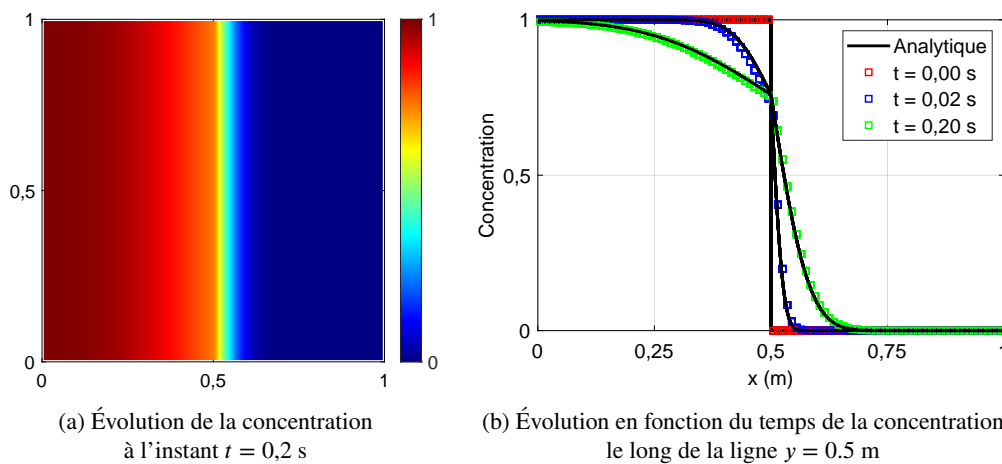 1
0,5
0
0
0,5
1
1
0
(a) Évolution de la concentration
à l'instant t = 0,2 s
Concentration
1
0,5
0
0
0,25
0,5
0,75
1
x (m)
Analytique
t = 0,00 s
t = 0,02 s
t = 0,20 s
(b) Évolution en fonction du temps de la concentration
le long de la ligne y = 0.5 m